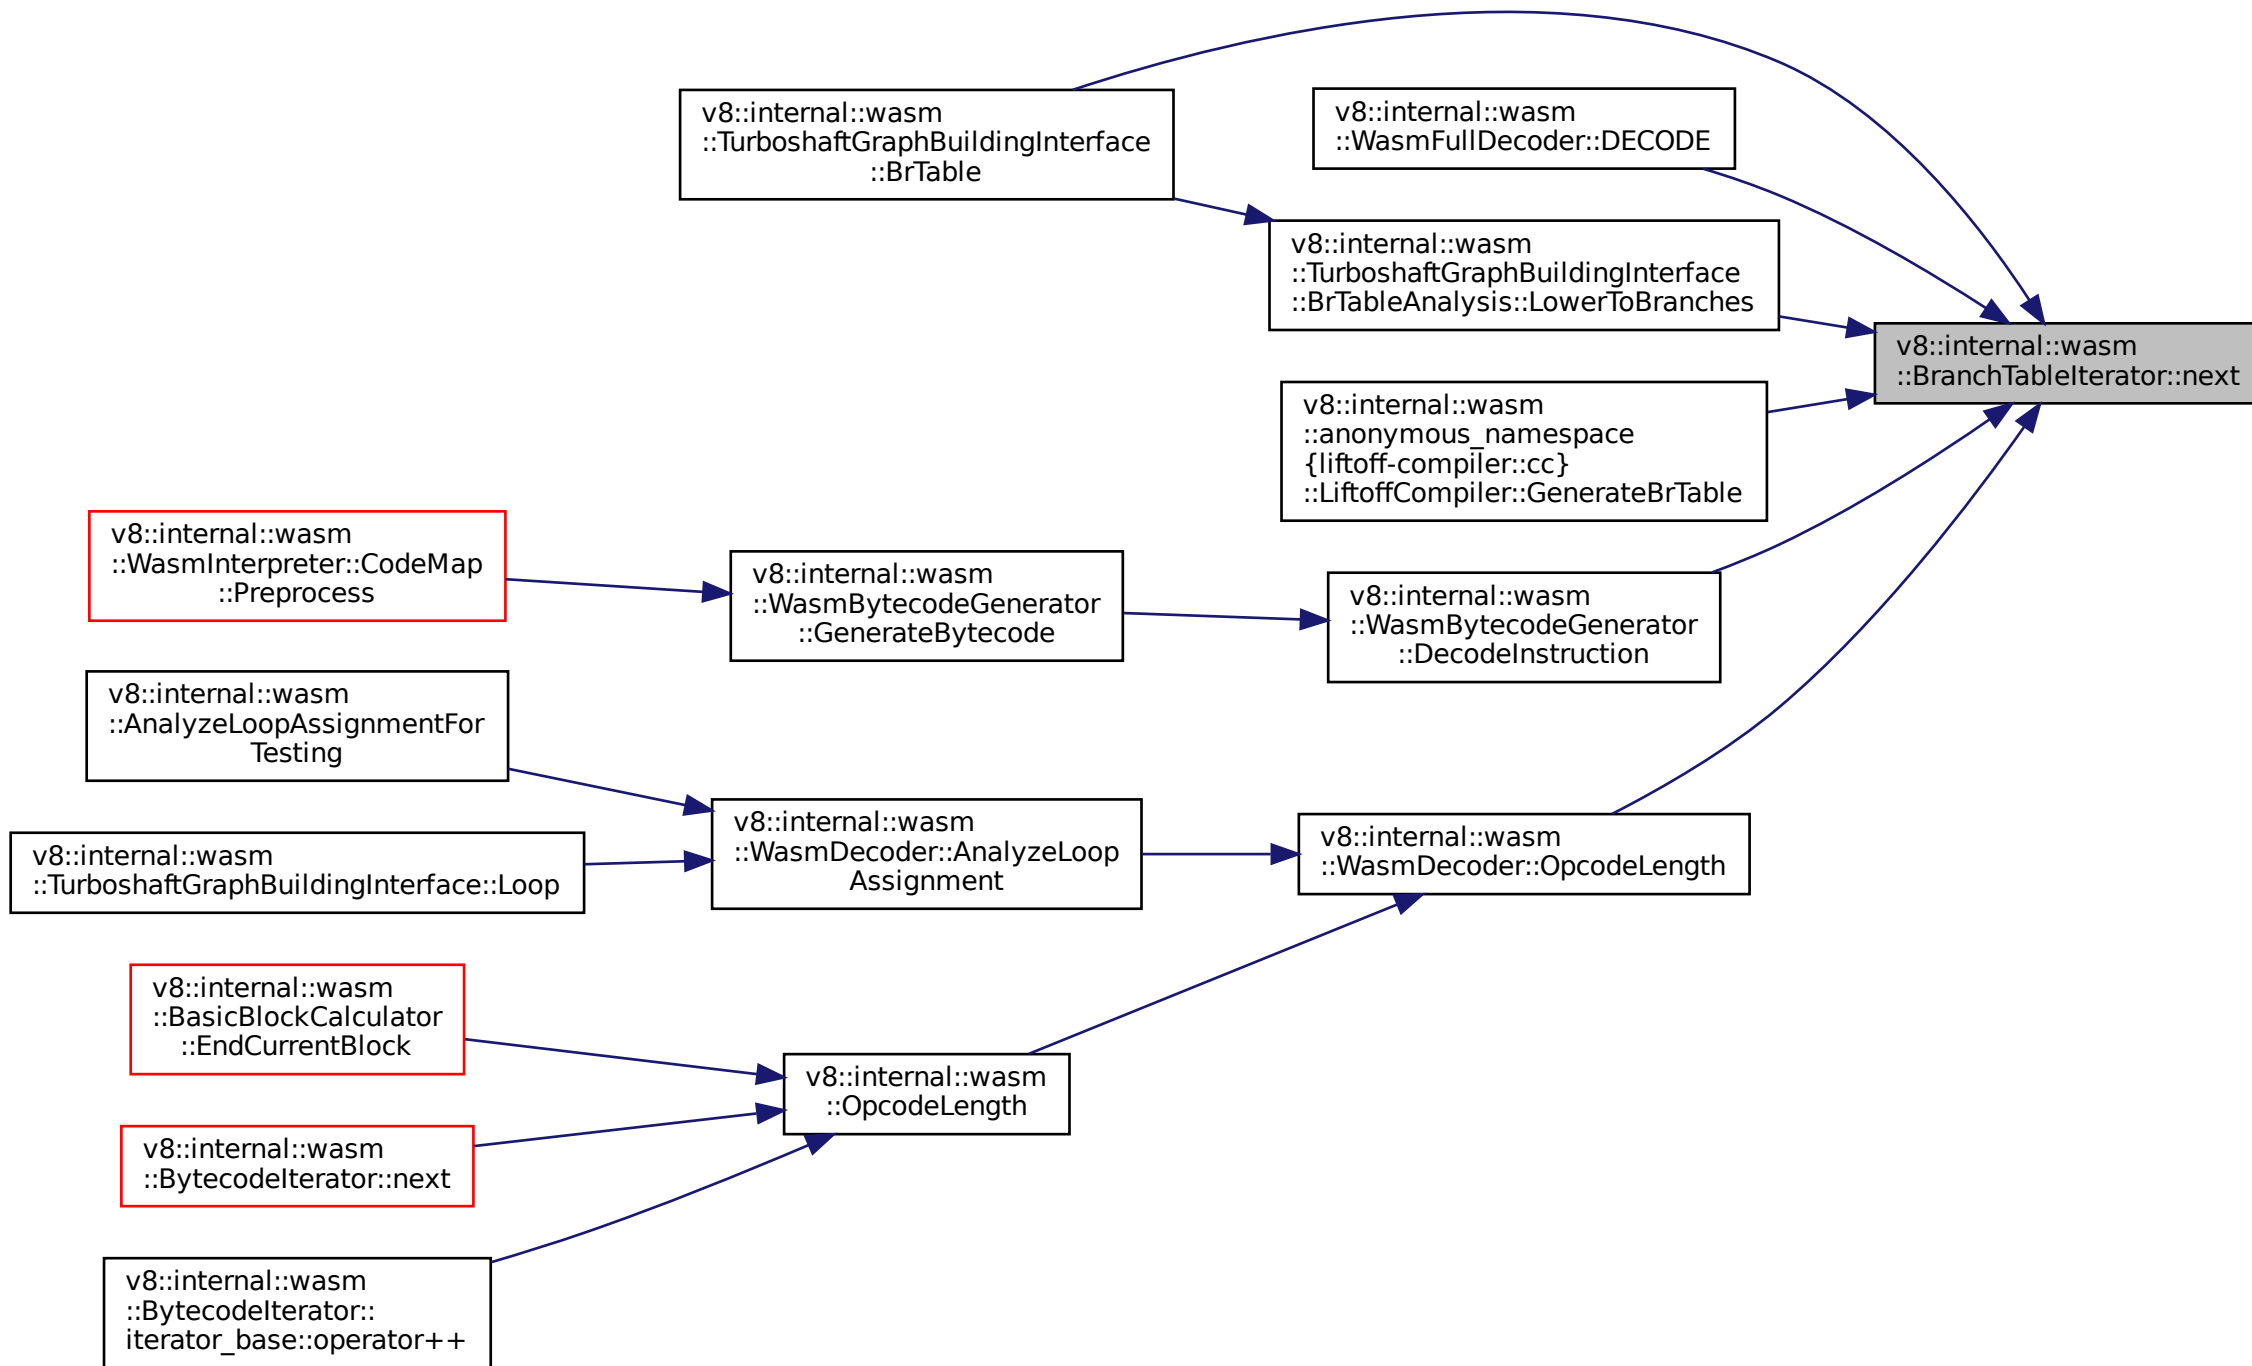 v8::internal::wasm
::TurboshaftGraphBuildingInterface
::BrTable
v8::internal::wasm
::WasmFullDecoder::DECODE
v8::internal::wasm
::TurboshaftGraphBuildingInterface
::BrTableAnalysis::LowerToBranches
v8::internal::wasm
::BranchTableIterator::next
v8::internal::wasm
::anonymous_namespace
{liftoff-compiler::cc}
::LiftoffCompiler::GenerateBrTable
v8::internal::wasm
::WasmInterpreter::CodeMap
::Preprocess
v8::internal::wasm
::WasmBytecodeGenerator
::GenerateBytecode
v8::internal::wasm
::WasmBytecodeGenerator
::DecodeInstruction
v8::internal::wasm
::AnalyzeLoopAssignmentFor
Testing
v8::internal::wasm
::TurboshaftGraphBuildingInterface::Loop
v8::internal::wasm
::WasmDecoder::AnalyzeLoop
Assignment
v8::internal::wasm
::WasmDecoder::OpcodeLength
v8::internal::wasm
::BasicBlockCalculator
::EndCurrentBlock
v8::internal::wasm
::OpcodeLength
v8::internal::wasm
::BytecodeIterator::next
v8::internal::wasm
::BytecodeIterator::
iterator_base::operator++